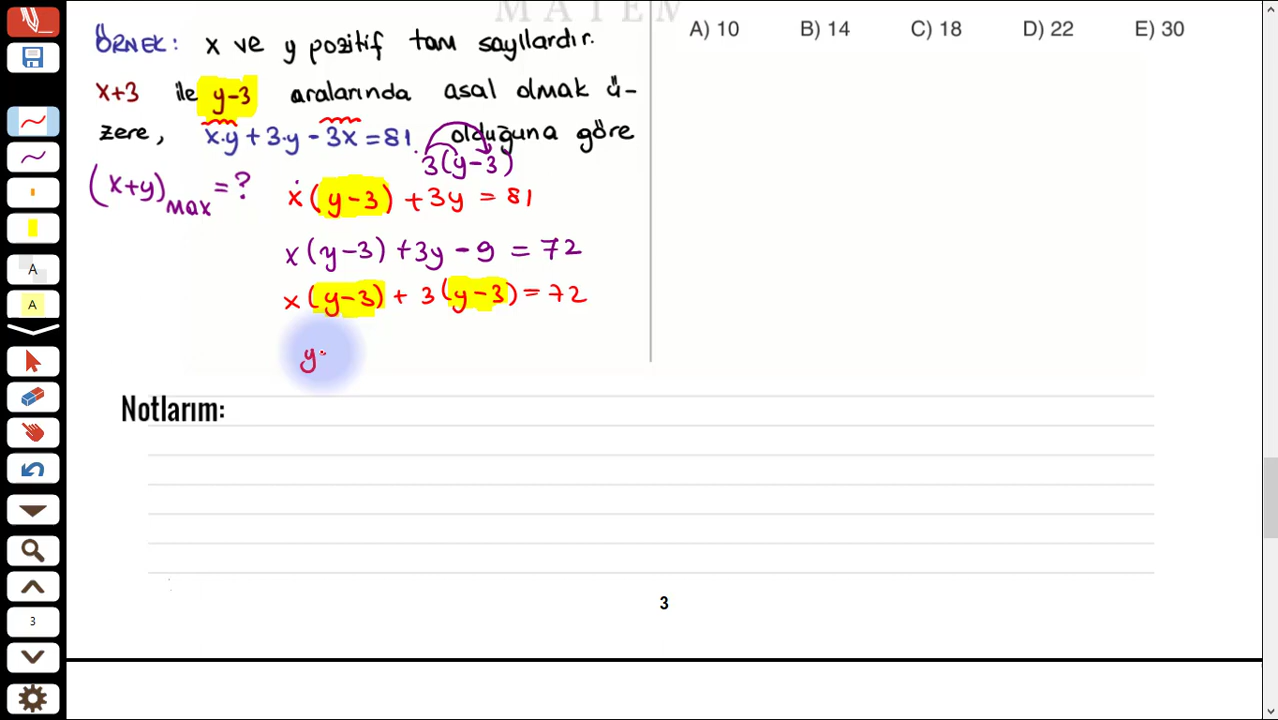 MATEM
ÖRNEK: x ve y pozitif tam sayılardır.
x+3 ile y-3 aralarında asal olmak ü-
zere, x.y + 3.y - 3x = 81 olduğuna göre
3(y-3)
(x+y)MAX = ?
x(y-3) + 3y = 81
x(y-3) + 3y - 9 = 72
x(y-3) + 3(y-3) = 72
y
A) 10 B) 14 C) 18 D) 22 E) 30
Notlarım:
3
A
A
3